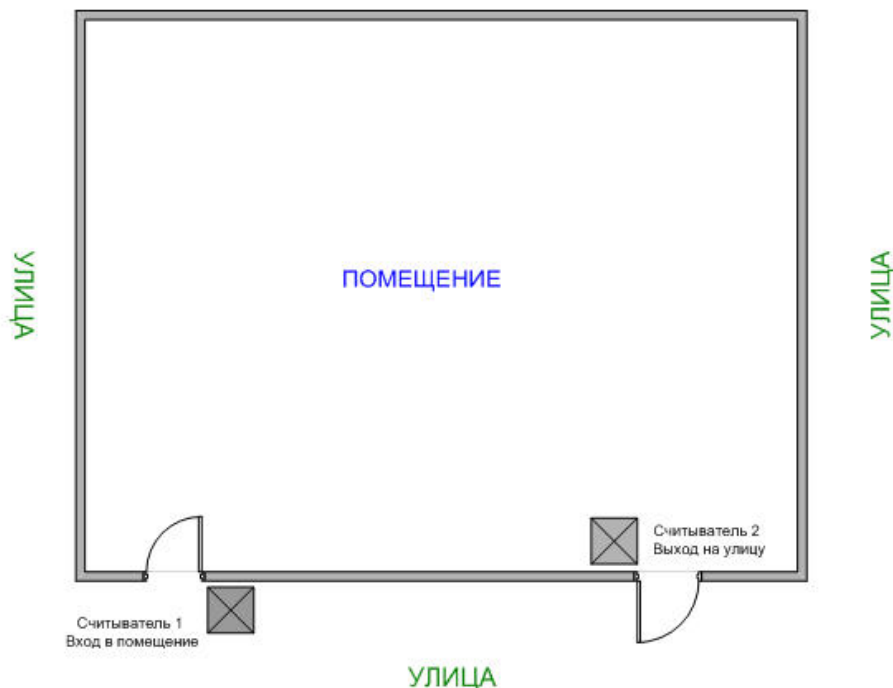 УЛИЦА
ПОМЕЩЕНИЕ
УЛИЦА
Считыватель 2
Выход на улицу
Считыватель 1
Вход в помещение
УЛИЦА